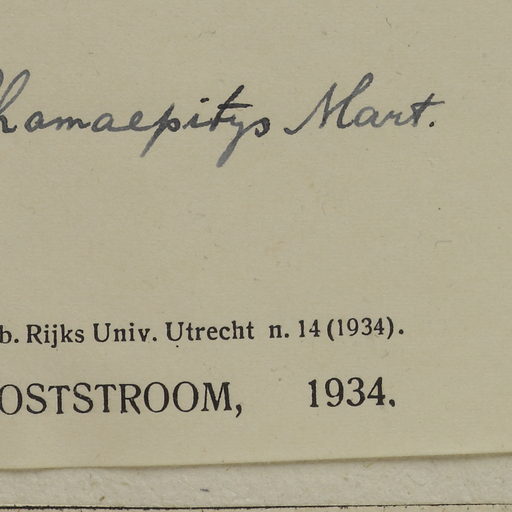 hamaepitys Mart.
b. Rijks Univ. Utrecht n. 14 (1934).
OSTSTROOM, 1934.